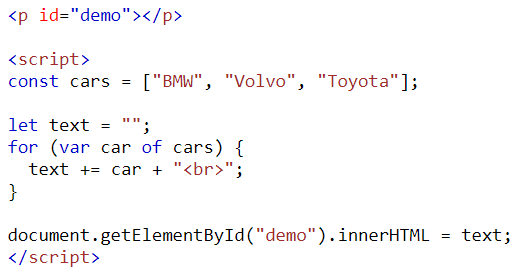 <p id="demo"></p>
<script>
const cars = ["BMW", "Volvo", "Toyota"];
let text = "";
for (var car of cars) {
  text += car + "<br>";
}
document.getElementById("demo").innerHTML = text;
</script>